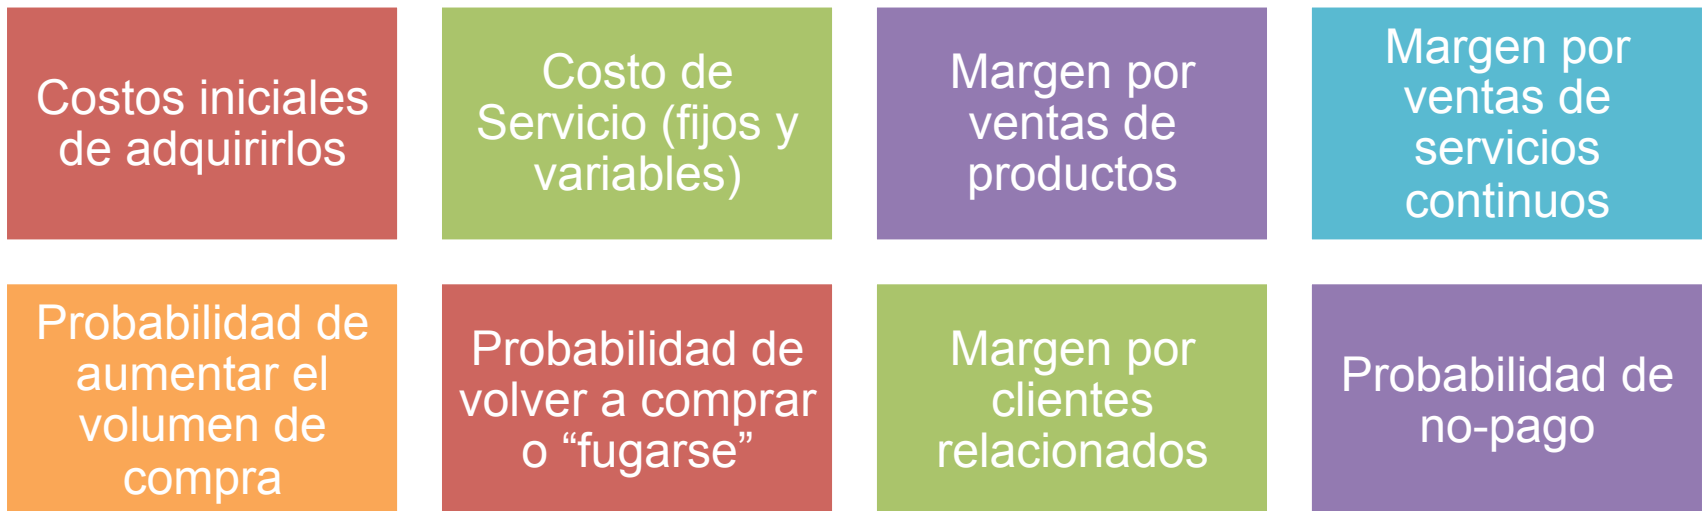 Costos iniciales
de adquirirlos
Costo de
Servicio (fijos y
variables)
Margen por
ventas de
productos
Margen por
ventas de
servicios
continuos
Probabilidad de
aumentar el
volumen de
compra
Probabilidad de
volver a comprar
o “fugarse”
Margen por
clientes
relacionados
Probabilidad de
no-pago